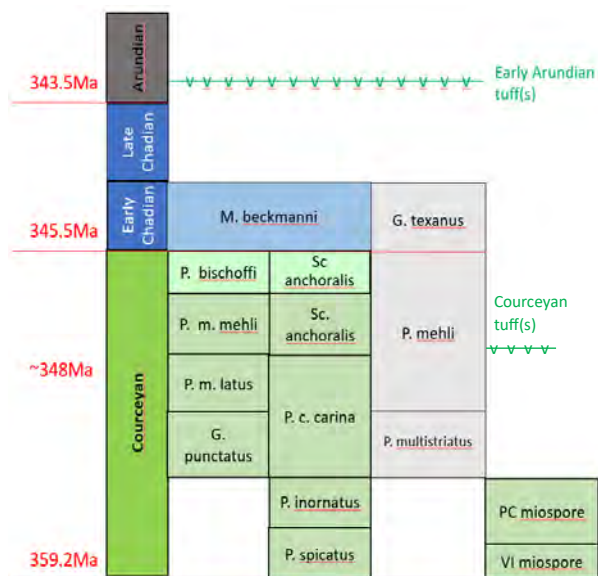 Arundian
343.5Ma
v v v v v v v v v v v v v v v
Early Arundian
tuff(s)
Late
Chadian
Early
Chadian
M. beckmanni
G. texanus
345.5Ma
P. bischoffi
Sc
anchoralis
P. m. mehli
Sc.
anchoralis
P. mehli
Courceyan
tuff(s)
v v v v
~348Ma
P. m. latus
P. c. carina
Courceyan
G.
punctatus
P. multistriatus
P. inornatus
PC miospore
P. spicatus
VI miospore
359.2Ma